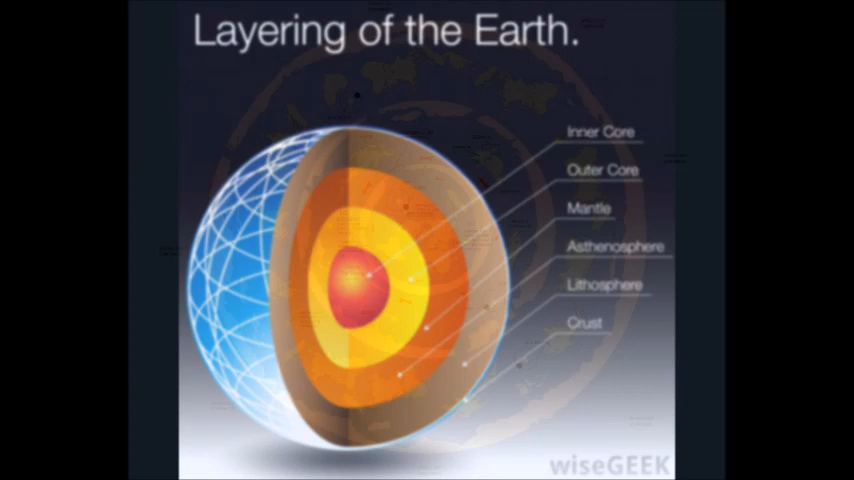 Layering of the Earth.
Inner Core
Outer Core
Mantle
Asthenosphere
Lithosphere
Crust
wiseGEEK